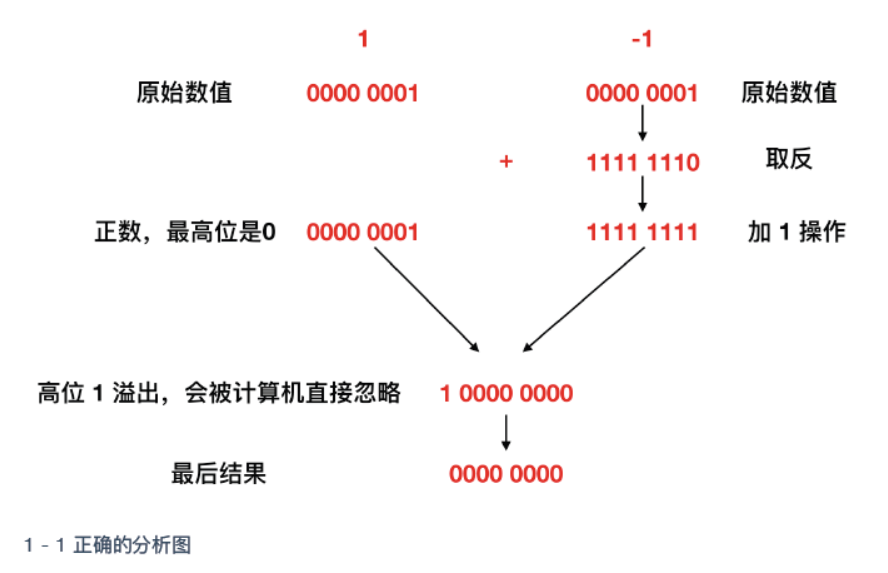 1 -1
原始数值 0000 0001 0000 0001 原始数值
+ 1111 1110 取反
正数，最高位是0 0000 0001 1111 1111 加 1 操作
高位 1 溢出，会被计算机直接忽略 1 0000 0000
最后结果 0000 0000
1 - 1 正确的分析图